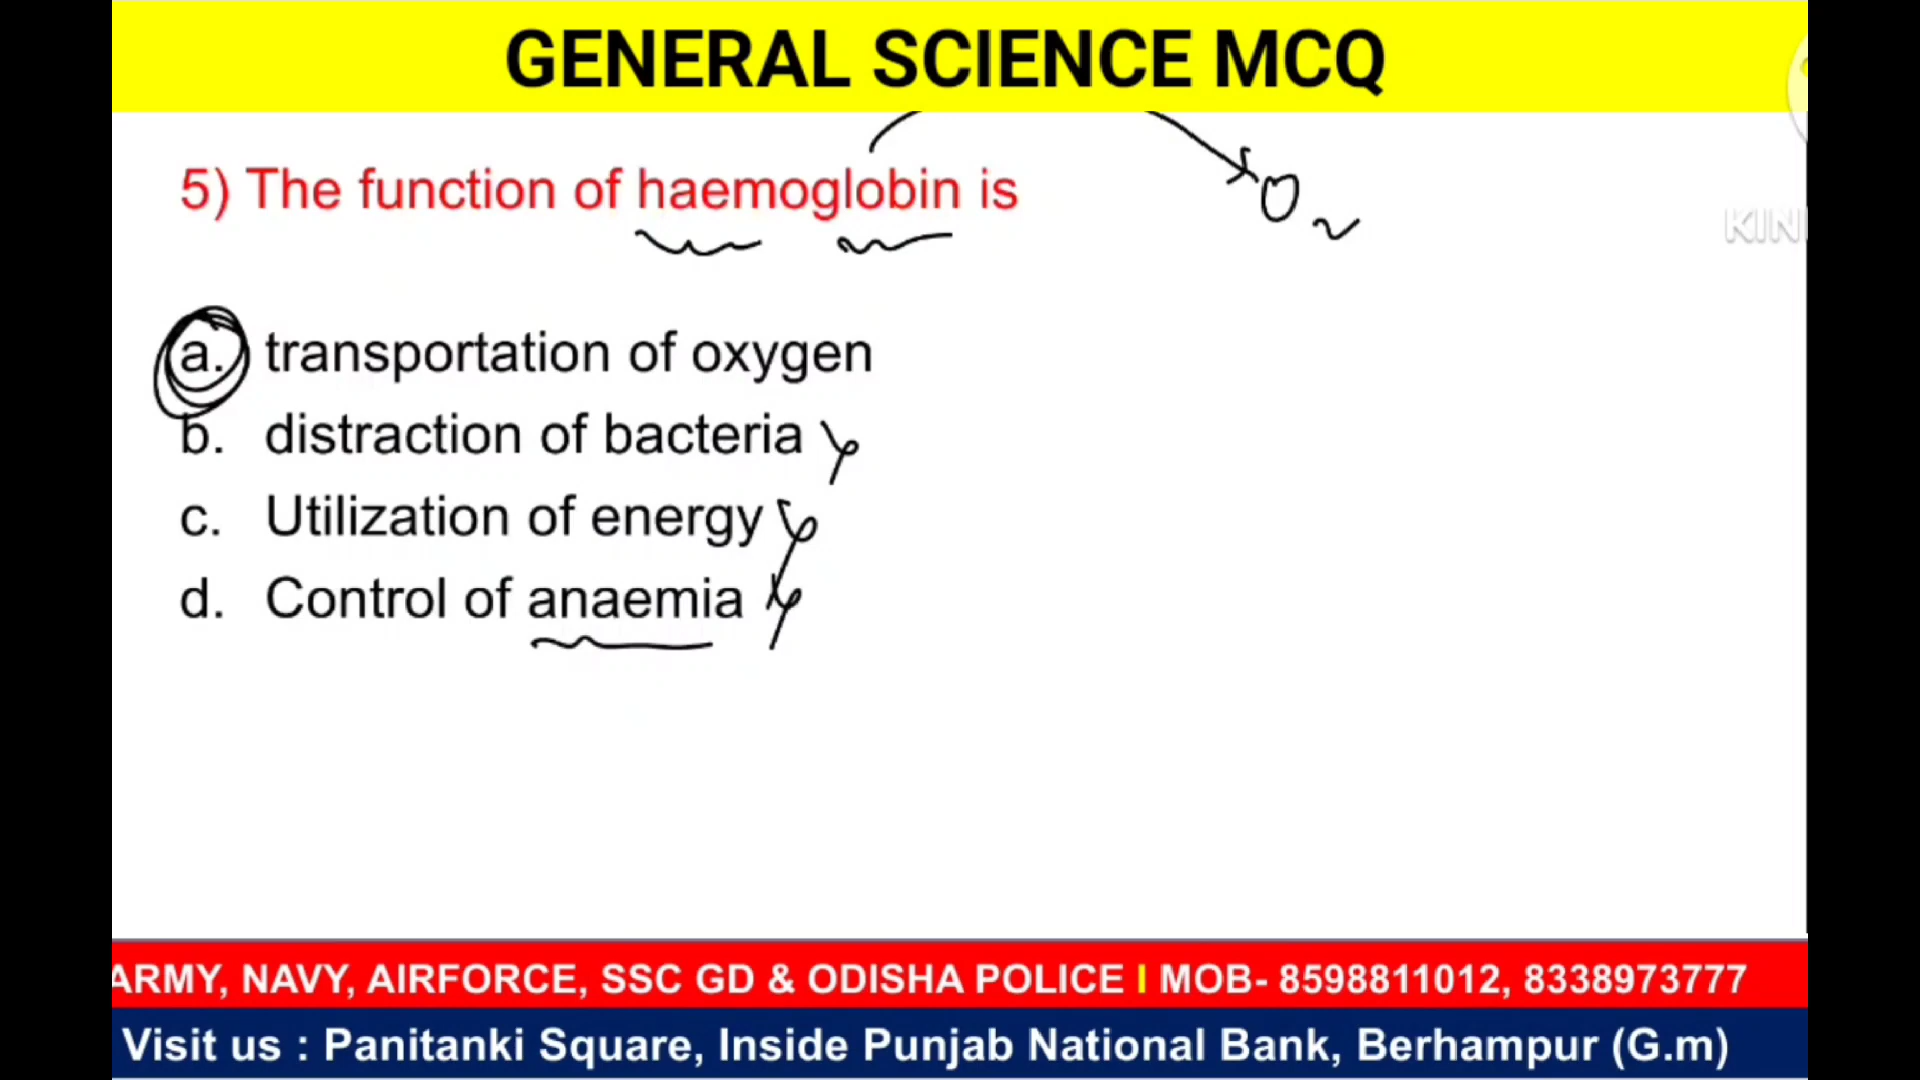 GENERAL SCIENCE MCQ
5) The function of haemoglobin is
O2
KIN
a. transportation of oxygen
b. distraction of bacteria
c. Utilization of energy
d. Control of anaemia
ARMY, NAVY, AIRFORCE, SSC GD & ODISHA POLICE I MOB- 8598811012, 8338973777
Visit us : Panitanki Square, Inside Punjab National Bank, Berhampur (G.m)